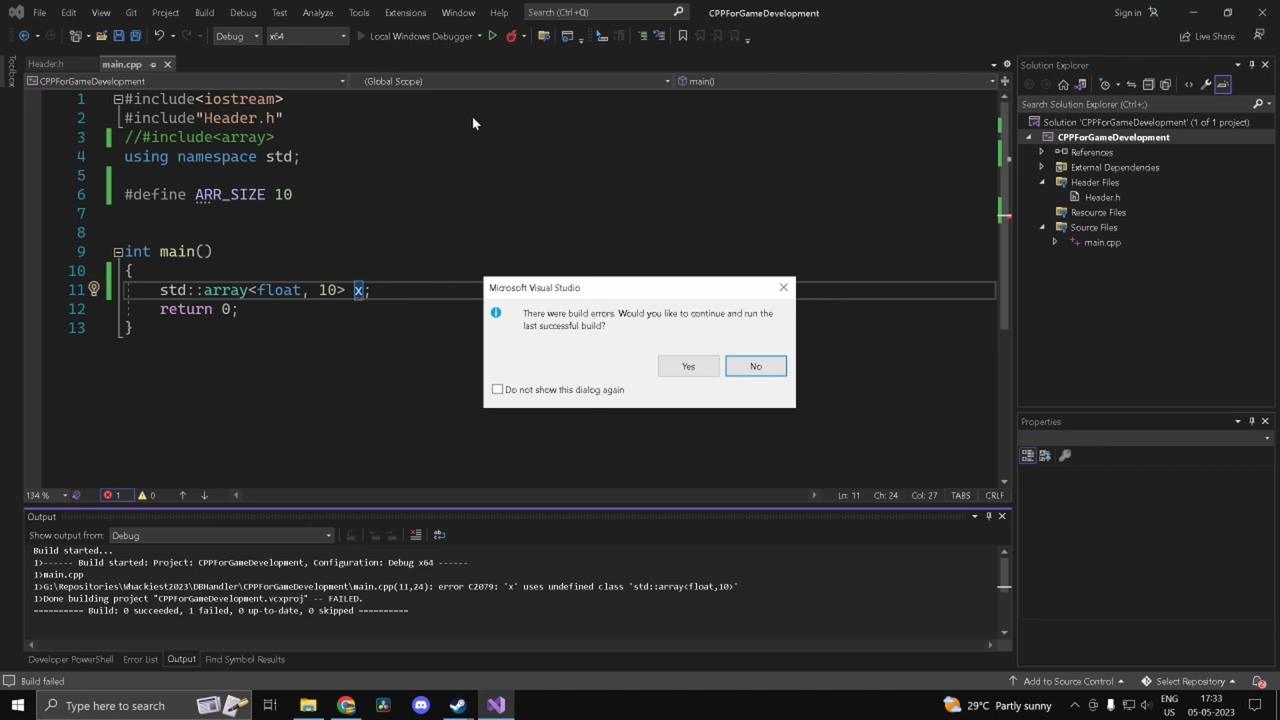 File Edit View Git Project Build Debug Test Analyze Tools Extensions Window Help Search (Ctrl+Q) CPPForGameDevelopment Sign in
Debug x64 Local Windows Debugger Live Share
Toolbox
Header.h main.cpp
CPPForGameDevelopment (Global Scope) main()
1 #include<iostream>
2 #include"Header.h"
3 //#include<array>
4 using namespace std;
5
6 #define ARR_SIZE 10
7
8
9 int main()
10 {
11 std::array<float, 10> x;
12 return 0;
13 }
Microsoft Visual Studio
There were build errors. Would you like to continue and run the
last successful build?
Yes No
Do not show this dialog again
134 % 1 0 Ln: 11 Ch: 24 Col: 27 TABS CRLF
Output
Show output from: Debug
Build started...
1>------ Build started: Project: CPPForGameDevelopment, Configuration: Debug x64 ------
1>main.cpp
1>G:\Repositories\Whackiest2023\DBHandler\CPPForGameDevelopment\main.cpp(11,24): error C2079: 'x' uses undefined class 'std::array<float,10>'
1>Done building project "CPPForGameDevelopment.vcxproj" -- FAILED.
========== Build: 0 succeeded, 1 failed, 0 up-to-date, 0 skipped ==========
Developer PowerShell Error List Output Find Symbol Results
Solution Explorer
Search Solution Explorer (Ctrl+;)
Solution 'CPPForGameDevelopment' (1 of 1 project)
CPPForGameDevelopment
References
External Dependencies
Header Files
Header.h
Resource Files
Source Files
main.cpp
Properties
Build failed Add to Source Control Select Repository 2
Type here to search 29°C Partly sunny ENG US 17:33 05-05-2023